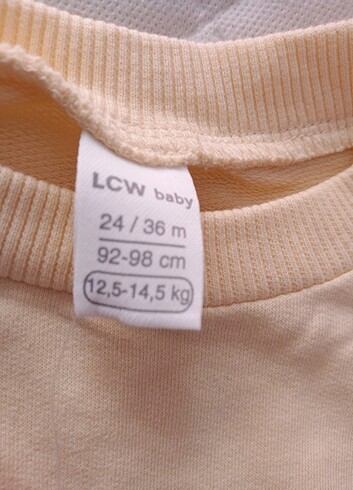 LCW baby
24 / 36 m
92-98 cm
12,5-14,5 kg